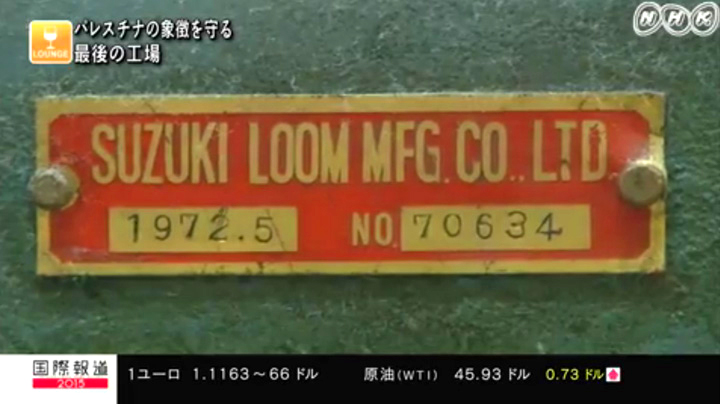 パレスチナの象徴を守る
最後の工場
LOUNGE
NHK
SUZUKI LOOM MFG. CO., LTD
1972.5 NO. 70634
国際報道 2015
1ユーロ 1.1163～66 ドル 原油(WTI) 45.93 ドル 0.73 ドル